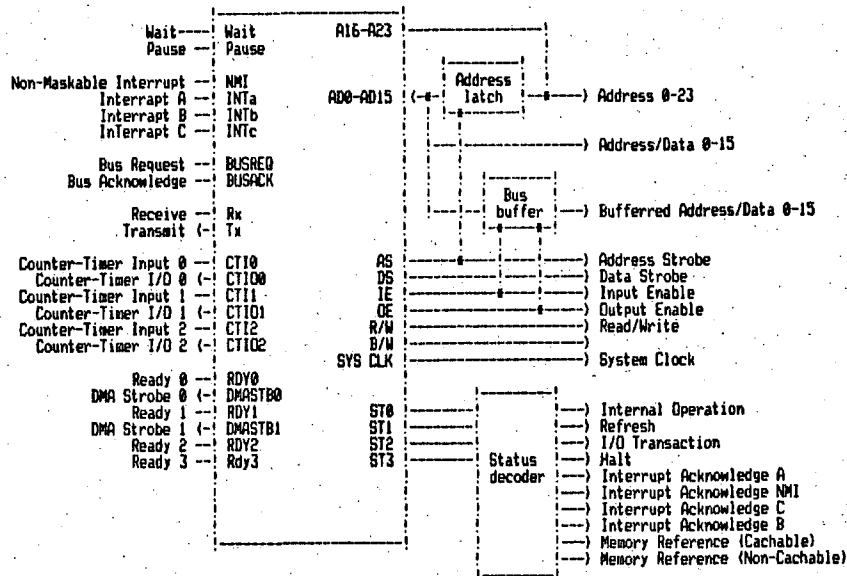 Wait Wait A16-A23
Pause Pause
Non-Maskable Interrupt NMI Address
Interrapt A INTa AD0-AD15 latch Address 0-23
Interrupt B INTb
InTerrapt C INTc
Address/Data 0-15
Bus Request BUSREQ
Bus Acknowledge BUSACK Bus
Receive Rx buffer Bufferred Address/Data 0-15
Transmit Tx
Counter-Timer Input 0 CTI0 AS Address Strobe
Counter-Timer I/O 0 CTIO0 DS Data Strobe
Counter-Timer Input 1 CTI1 IE Input Enable
Counter-Timer I/O 1 CTIO1 OE Output Enable
Counter-Timer Input 2 CTI2 R/W Read/Write
Counter-Timer I/O 2 CTIO2 B/W
SYS CLK System Clock
Ready 0 RDY0
DMA Strobe 0 DMASTB0
Ready 1 RDY1 ST0 Internal Operation
DMA Strobe 1 DMASTB1 ST1 Refresh
Ready 2 RDY2 ST2 I/O Transaction
Ready 3 Rdy3 ST3 Status Halt
decoder Interrupt Acknowledge A
Interrupt Acknowledge NMI
Interrupt Acknowledge C
Interrupt Acknowledge B
Memory Reference (Cachable)
Memory Reference (Non-Cachable)